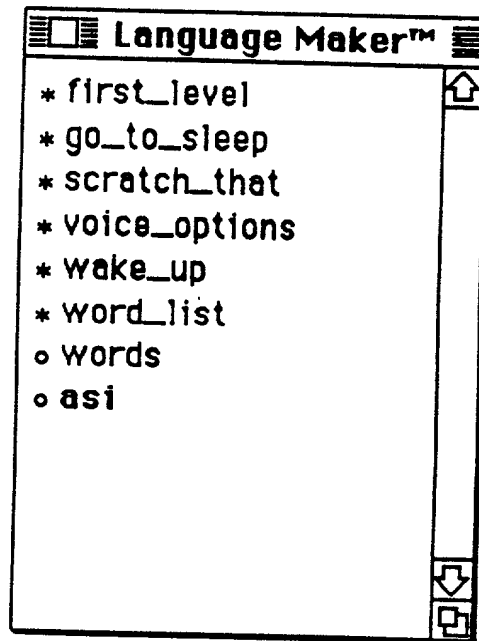 Language Maker™
* first_level
* go_to_sleep
* scratch_that
* voice_options
* wake_up
* word_list
o words
o asi